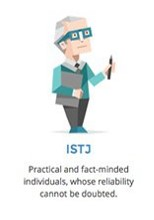 ISTJ
Practical and fact-minded
individuals, whose reliability
cannot be doubted.